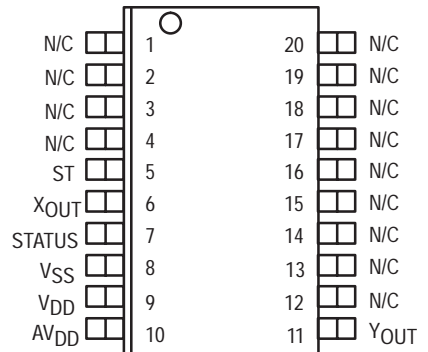 N/C 1 20 N/C
N/C 2 19 N/C
N/C 3 18 N/C
N/C 4 17 N/C
ST 5 16 N/C
XOUT 6 15 N/C
STATUS 7 14 N/C
VSS 8 13 N/C
VDD 9 12 N/C
AVDD 10 11 YOUT